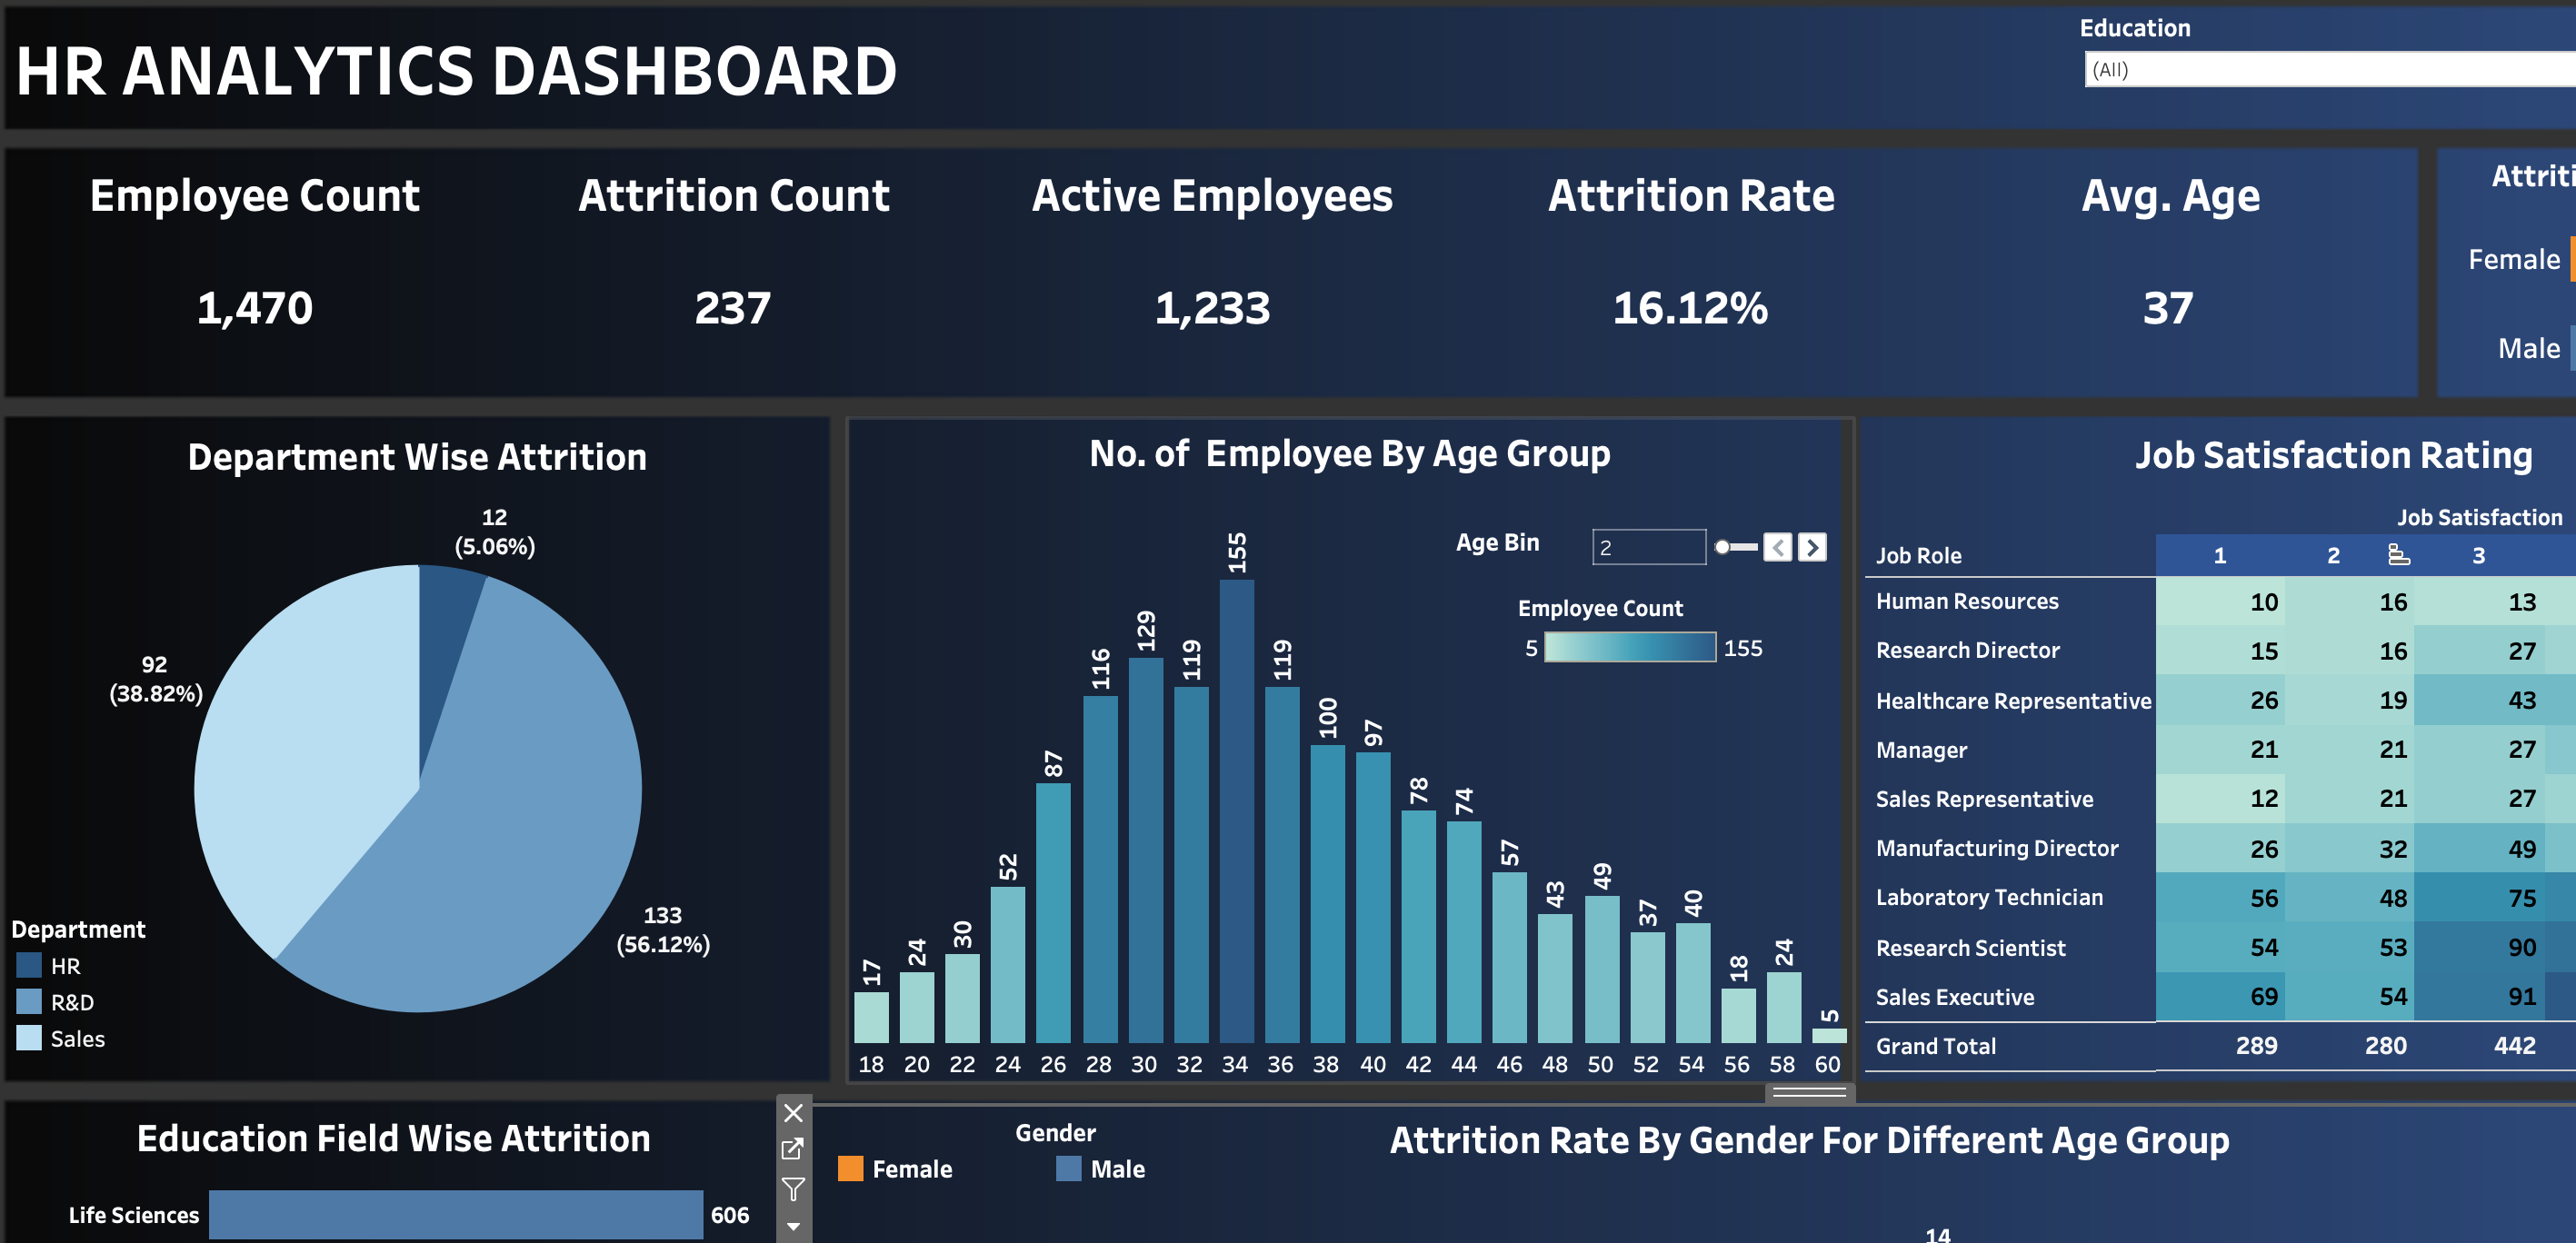 HR ANALYTICS DASHBOARD
Education
(All)
Employee Count
Attrition Count
Active Employees
Attrition Rate
Avg. Age
1,470
237
1,233
16.12%
37
Attriti
Female
Male
Department Wise Attrition
12
(5.06%)
92
(38.82%)
133
(56.12%)
Department
HR
R&D
Sales
No. of Employee By Age Group
Age Bin
2
Employee Count
5
155
17 24 30 52 87 116 129 119 155 119 100 97 78 74 57 43 49 37 40 18 24 5
18 20 22 24 26 28 30 32 34 36 38 40 42 44 46 48 50 52 54 56 58 60
Job Satisfaction Rating
Job Satisfaction
Job Role 1 2 3
Human Resources 10 16 13
Research Director 15 16 27
Healthcare Representative 26 19 43
Manager 21 21 27
Sales Representative 12 21 27
Manufacturing Director 26 32 49
Laboratory Technician 56 48 75
Research Scientist 54 53 90
Sales Executive 69 54 91
Grand Total 289 280 442
Education Field Wise Attrition
Life Sciences 606
Gender
Female
Male
Attrition Rate By Gender For Different Age Group
14